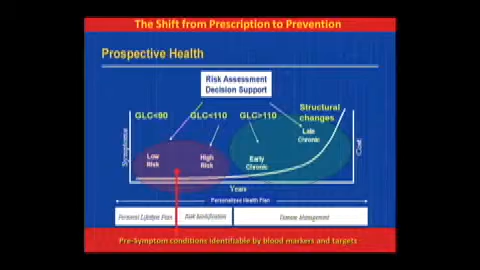 The Shift from Prescription to Prevention
Prospective Health
Risk Assessment
Decision Support
Structural
changes
GLC<90 GLC<110 GLC>110
Late
Chronic
Symptoms
Cost
Low
Risk
High
Risk
Early
Chronic
Years
Personalized Health Plan
Personal Lifestyle Plan
Risk Modification
Disease Management
Pre-Symptom conditions identifiable by blood markers and targets